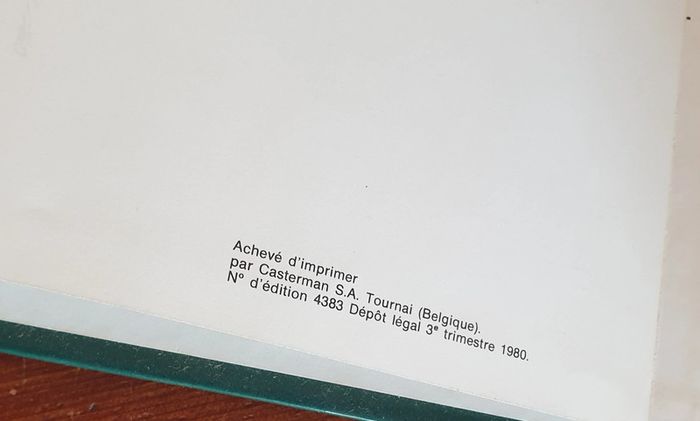 Achevé d'imprimer
par Casterman S.A. Tournai (Belgique).
N° d'édition 4383 Dépôt légal 3e trimestre 1980.